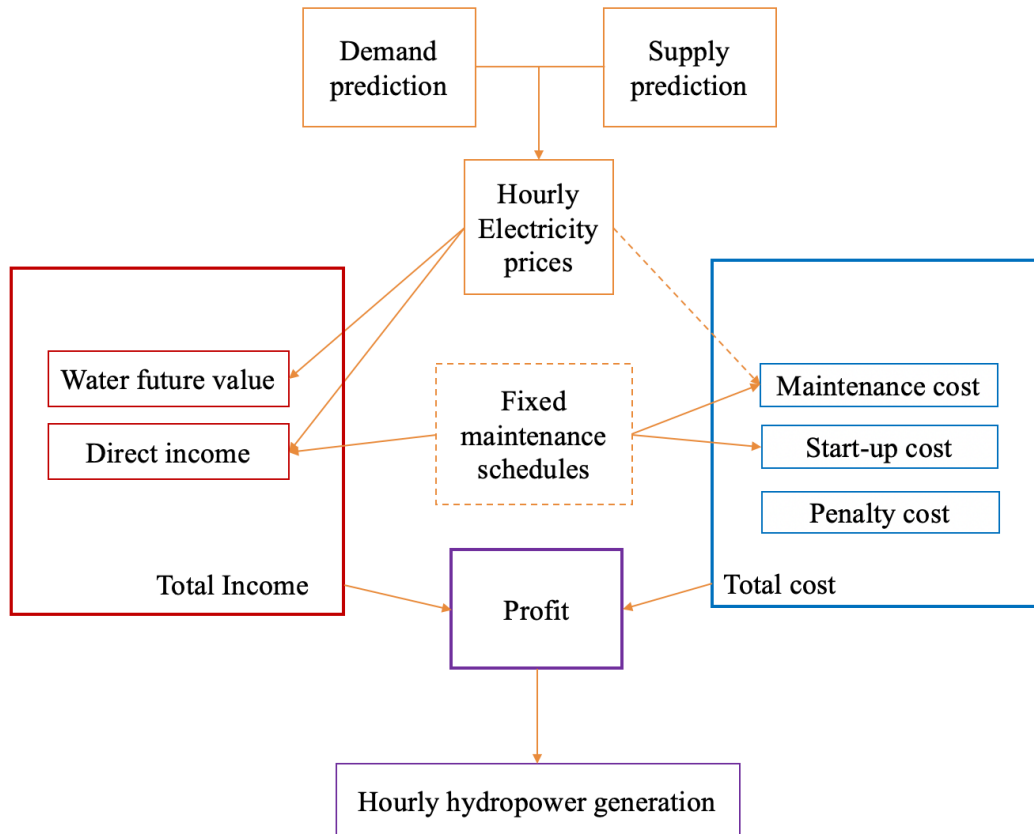 Demand
prediction
Supply
prediction
Hourly
Electricity
prices
Water future value
Direct income
Total Income
Fixed
maintenance
schedules
Maintenance cost
Start-up cost
Penalty cost
Total cost
Profit
Hourly hydropower generation